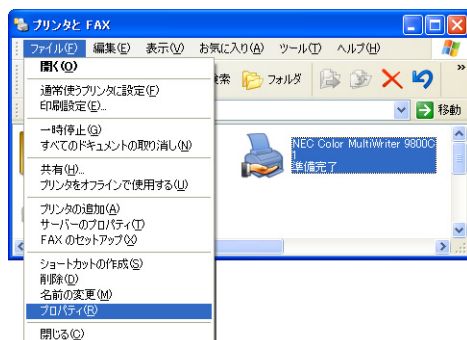 プリンタと FAX
ファイル(F) 編集(E) 表示(V) お気に入り(A) ツール(T) ヘルプ(H)
開く(O)
検索 フォルダ »
通常使うプリンタに設定(F)
印刷設定(E)...
移動
一時停止(G)
すべてのドキュメントの取り消し(N)
NEC Color MultiWriter 9800C
1
準備完了
共有(H)...
プリンタをオフラインで使用する(U)
プリンタの追加(A)
サーバーのプロパティ(T)
FAX のセットアップ(X)
ショートカットの作成(S)
削除(D)
名前の変更(M)
プロパティ(R)
閉じる(C)